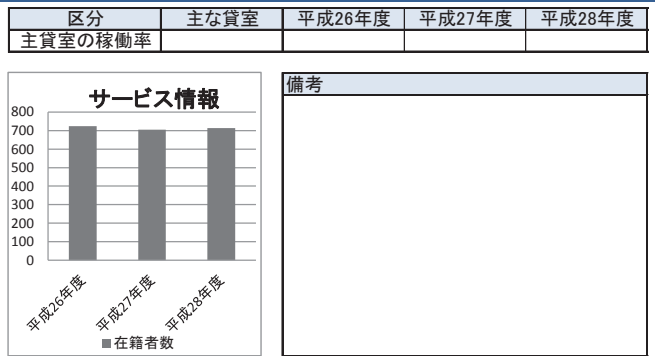 区分 主な貸室 平成26年度 平成27年度 平成28年度
主貸室の稼働率
サービス情報
800
700
600
500
400
300
200
100
0
平成26年度 平成27年度 平成28年度
■在籍者数
備考